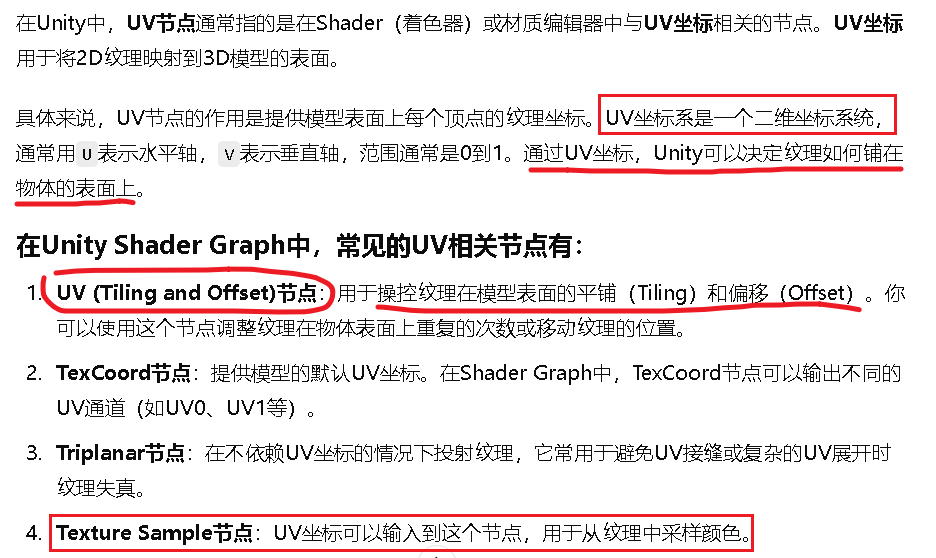 在Unity中，UV节点通常指的是在Shader（着色器）或材质编辑器中与UV坐标相关的节点。UV坐标
用于将2D纹理映射到3D模型的表面。
具体来说，UV节点的作用是提供模型表面上每个顶点的纹理坐标。UV坐标系是一个二维坐标系统，
通常用U表示水平轴，V表示垂直轴，范围通常是0到1。通过UV坐标，Unity可以决定纹理如何铺在
物体的表面上。
在Unity Shader Graph中，常见的UV相关节点有：
1. UV (Tiling and Offset)节点：用于操控纹理在模型表面的平铺（Tiling）和偏移（Offset）。你
可以使用这个节点调整纹理在物体表面上重复的次数或移动纹理的位置。
2. TexCoord节点：提供模型的默认UV坐标。在Shader Graph中，TexCoord节点可以输出不同的
UV通道（如UV0、UV1等）。
3. Triplanar节点：在不依赖UV坐标的情况下投射纹理，它常用于避免UV接缝或复杂的UV展开时
纹理失真。
4. Texture Sample节点：UV坐标可以输入到这个节点，用于从纹理中采样颜色。